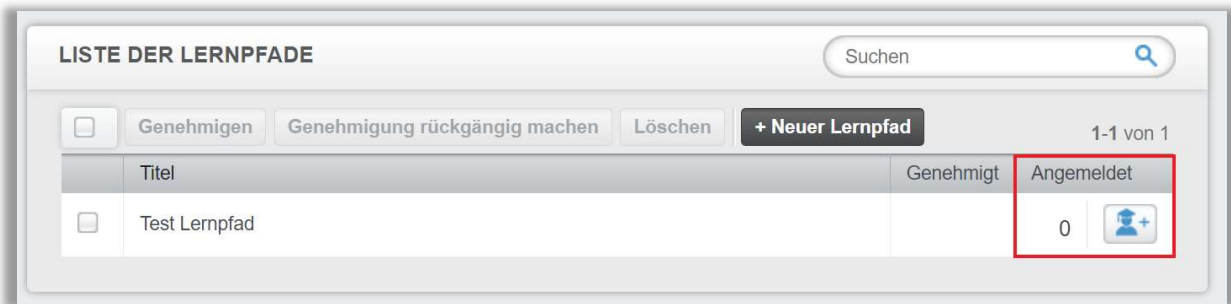 LISTE DER LERNPFADE
Suchen
Genehmigen Genehmigung rückgängig machen Löschen + Neuer Lernpfad 1-1 von 1
Titel Genehmigt Angemeldet
Test Lernpfad 0